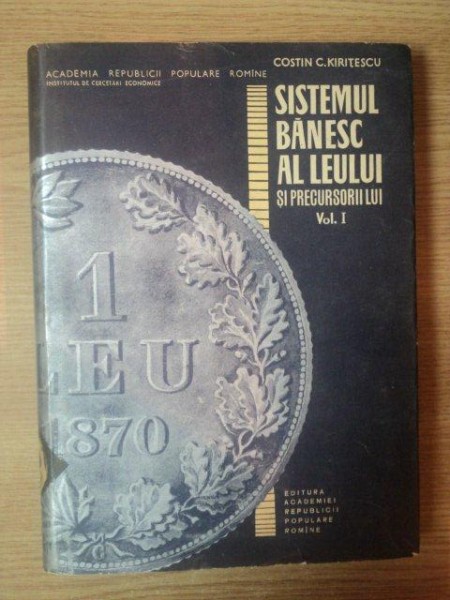 COSTIN C. KIRIȚESCU
ACADEMIA REPUBLICII POPULARE ROMÎNE
INSTITUTUL DE CERCETĂRI ECONOMICE
SISTEMUL
BĂNESC
AL LEULUI
ȘI PRECURSORII LUI
Vol. I
1
LEU
1870
EDITURA
ACADEMIEI
REPUBLICII
POPULARE
ROMÎNE